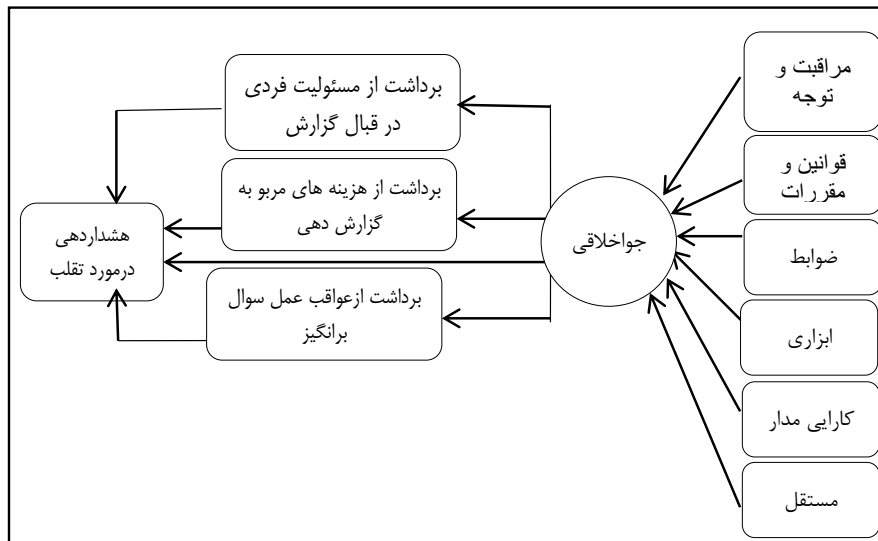 مراقبت و
توجه
قوانین و
مقررات
ضوابط
ابزاری
کارایی مدار
مستقل
جواخلاقی
برداشت از مسئولیت فردی
در قبال گزارش
برداشت از هزینه های مربو به
گزارش دهی
برداشت ازعواقب عمل سوال
برانگیز
هشداردهی
درمورد تقلب